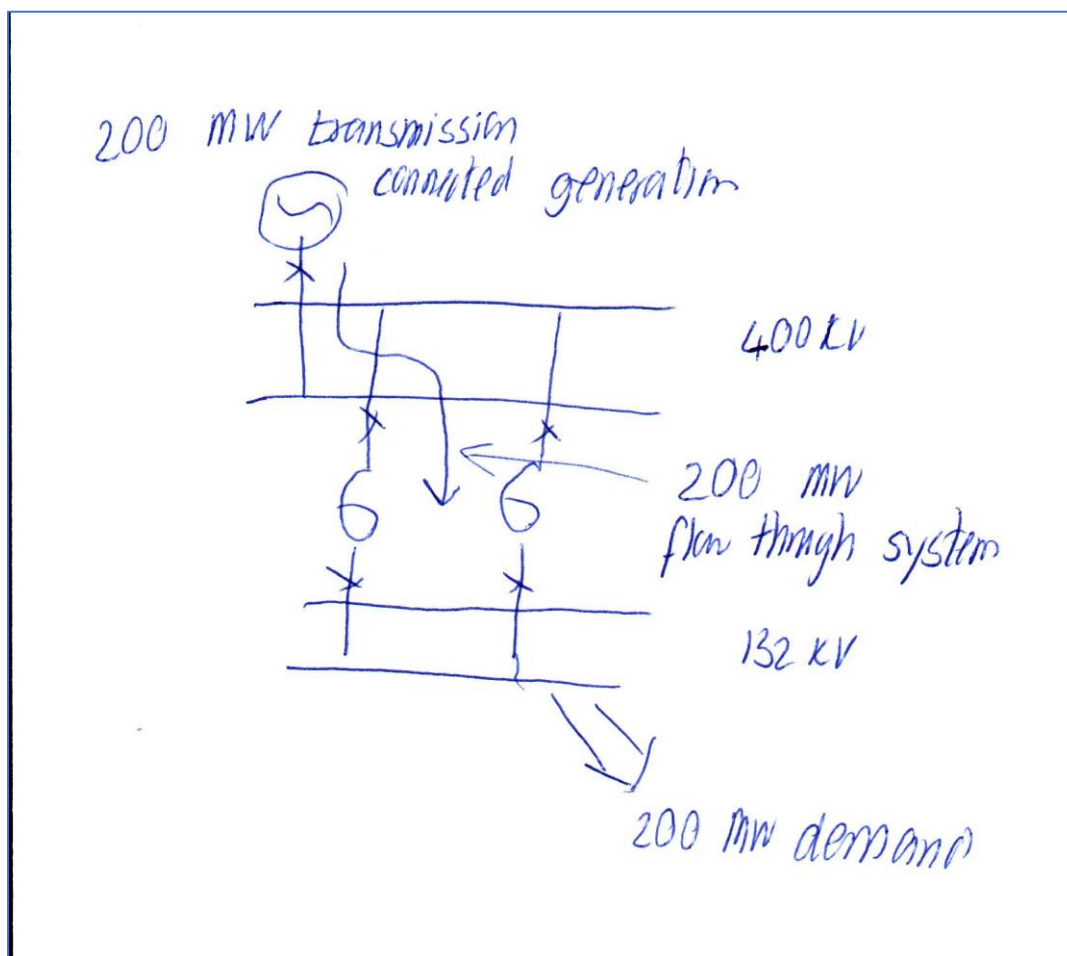 200 MW transmission
connected generation
400 kV
200 MW
flow through system
132 kV
200 MW demand